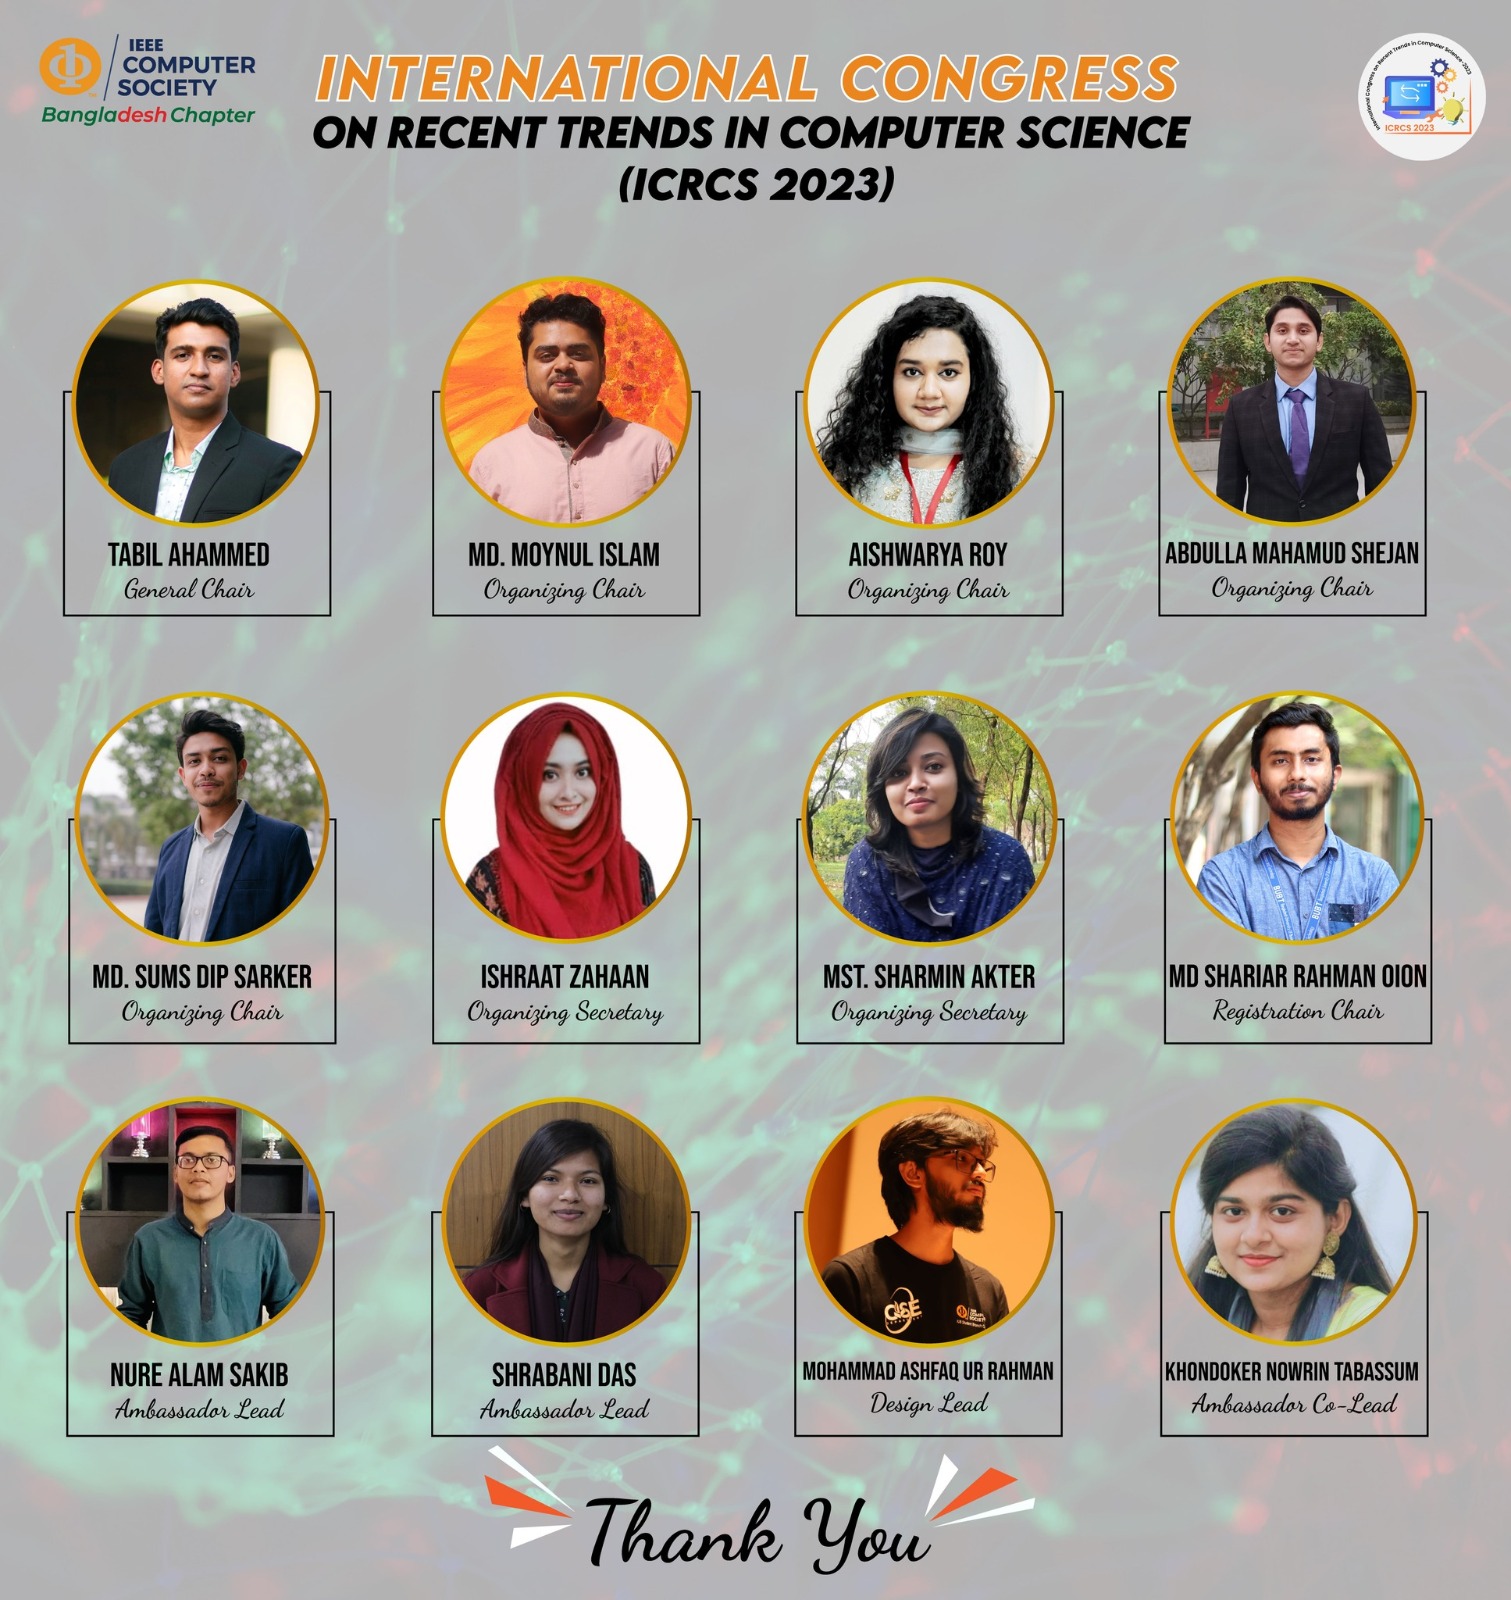 IEEE
COMPUTER
SOCIETY
Bangladesh Chapter
INTERNATIONAL CONGRESS
ON RECENT TRENDS IN COMPUTER SCIENCE
(ICRCS 2023)
International Congress on Recent Trends in Computer Science-2023
ICRCS 2023
TABIL AHAMMED
General Chair
MD. MOYNUL ISLAM
Organizing Chair
AISHWARYA ROY
Organizing Chair
ABDULLA MAHAMUD SHEJAN
Organizing Chair
BUBT
BUBT
MD. SUMS DIP SARKER
Organizing Chair
ISHRAAT ZAHAAN
Organizing Secretary
MST. SHARMIN AKTER
Organizing Secretary
MD SHARIAR RAHMAN OION
Registration Chair
NURE ALAM SAKIB
Ambassador Lead
SHRABANI DAS
Ambassador Lead
MOHAMMAD ASHFAQ UR RAHMAN
Design Lead
KHONDOKER NOWRIN TABASSUM
Ambassador Co-Lead
Thank You